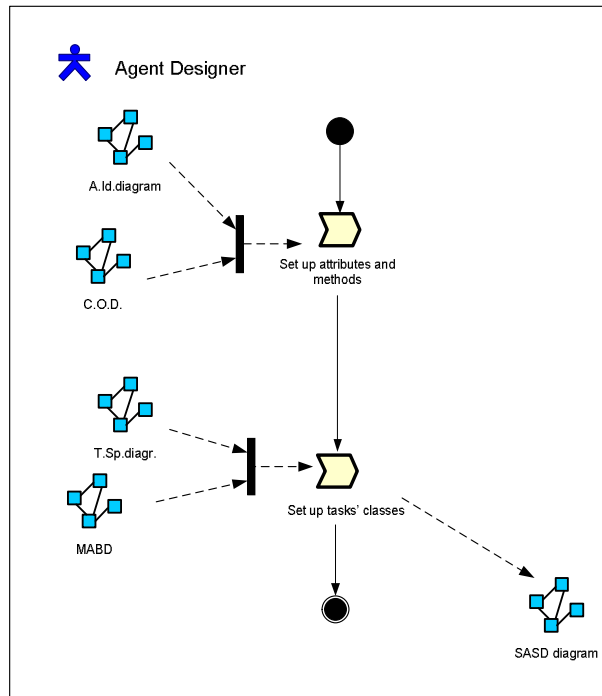 Agent Designer
A.Id.diagram
C.O.D.
Set up attributes and
methods
T.Sp.diagr.
MABD
Set up tasks' classes
SASD diagram